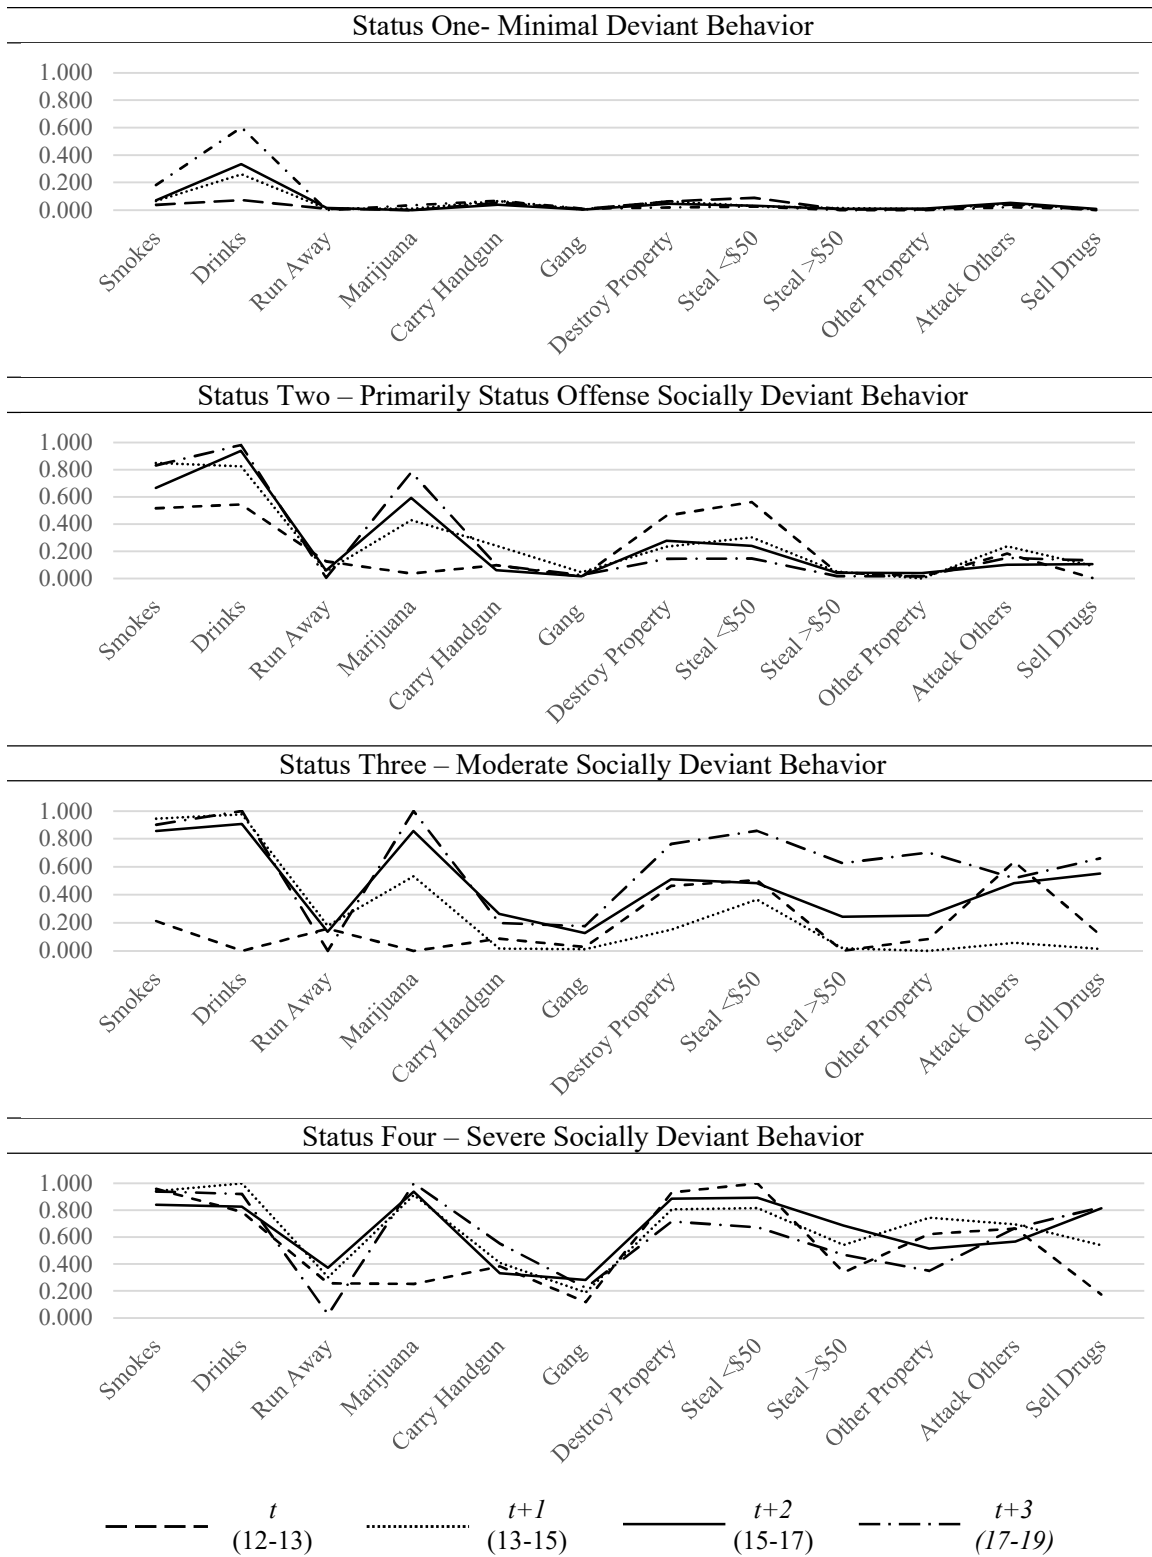 Status One- Minimal Deviant Behavior
1.000
0.800
0.600
0.400
0.200
0.000
Smokes
Drinks
Run Away
Marijuana
Carry Handgun
Gang
Destroy Property
Steal <$50
Steal >$50
Other Property
Attack Others
Sell Drugs
Status Two – Primarily Status Offense Socially Deviant Behavior
1.000
0.800
0.600
0.400
0.200
0.000
Smokes
Drinks
Run Away
Marijuana
Carry Handgun
Gang
Destroy Property
Steal <$50
Steal >$50
Other Property
Attack Others
Sell Drugs
Status Three – Moderate Socially Deviant Behavior
1.000
0.800
0.600
0.400
0.200
0.000
Smokes
Drinks
Run Away
Marijuana
Carry Handgun
Gang
Destroy Property
Steal <$50
Steal >$50
Other Property
Attack Others
Sell Drugs
Status Four – Severe Socially Deviant Behavior
1.000
0.800
0.600
0.400
0.200
0.000
Smokes
Drinks
Run Away
Marijuana
Carry Handgun
Gang
Destroy Property
Steal <$50
Steal >$50
Other Property
Attack Others
Sell Drugs
t
(12-13)
t+1
(13-15)
t+2
(15-17)
t+3
(17-19)